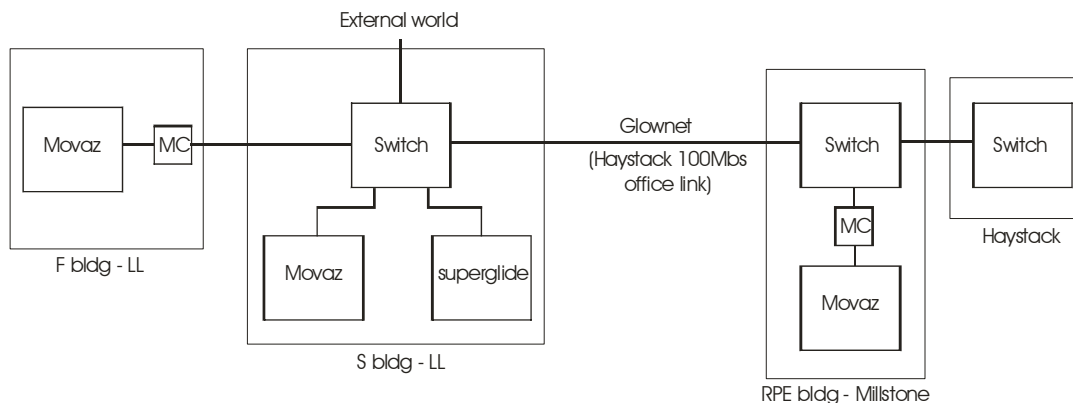 External world
Movaz
MC
Switch
Glownet
(Haystack 100Mbs
office link)
Switch
Switch
MC
Haystack
F bldg - LL
Movaz
superglide
Movaz
S bldg - LL
RPE bldg - Millstone